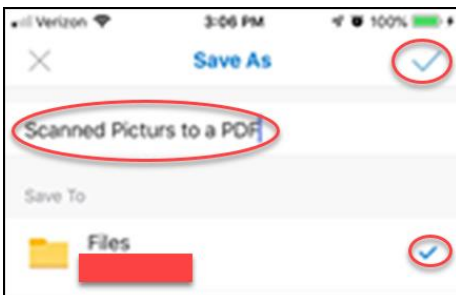 Verizon 3:06 PM 100%
Save As
Scanned Picturs to a PDF
Save To
Files